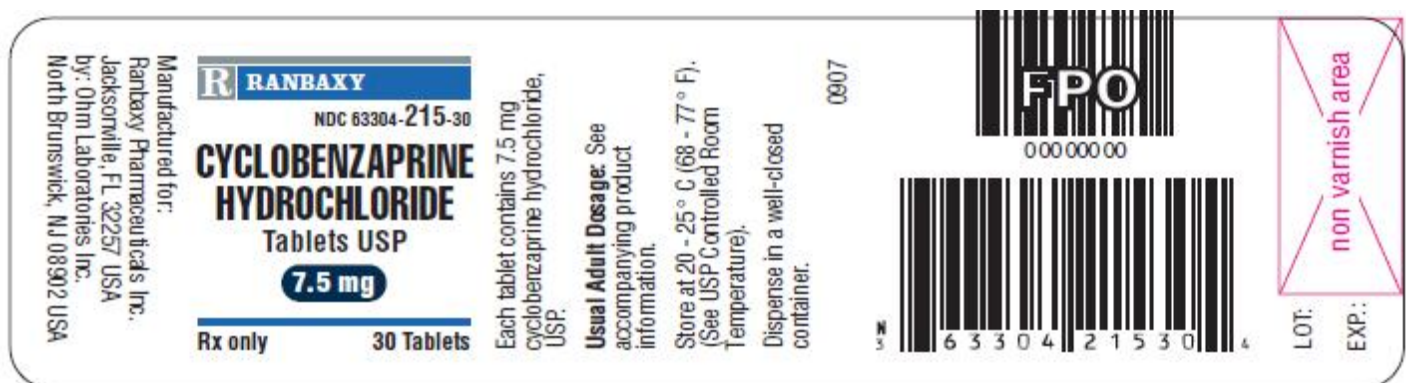 Manufactured for:
Ranbaxy Pharmaceuticals Inc.
Jacksonville, FL 32257 USA
by: Ohm Laboratories Inc.
North Brunswick, NJ 08902 USA
R RANBAXY
NDC 63304-215-30
CYCLOBENZAPRINE
HYDROCHLORIDE
Tablets USP
7.5 mg
Rx only 30 Tablets
Each tablet contains 7.5 mg
cyclobenzaprine hydrochloride,
USP.
Usual Adult Dosage: See
accompanying product
information.
Store at 20 - 25° C (68 - 77° F).
(See USP Controlled Room
Temperature).
Dispense in a well-closed
container.
0907
FPO
00000000
N
3 63304 21530 4
non varnish area
LOT:
EXP.: